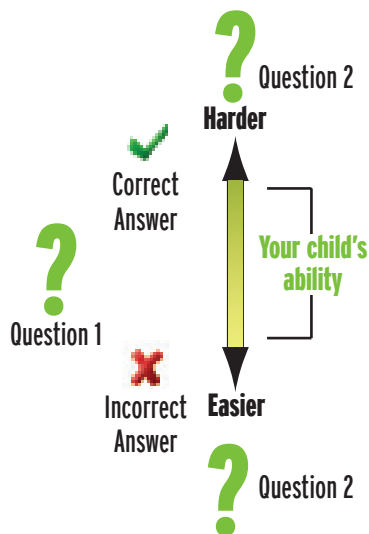 ?
Question 2
Harder
Correct
Answer
Your child's
ability
?
Question 1
Incorrect
Answer
Easier
?
Question 2